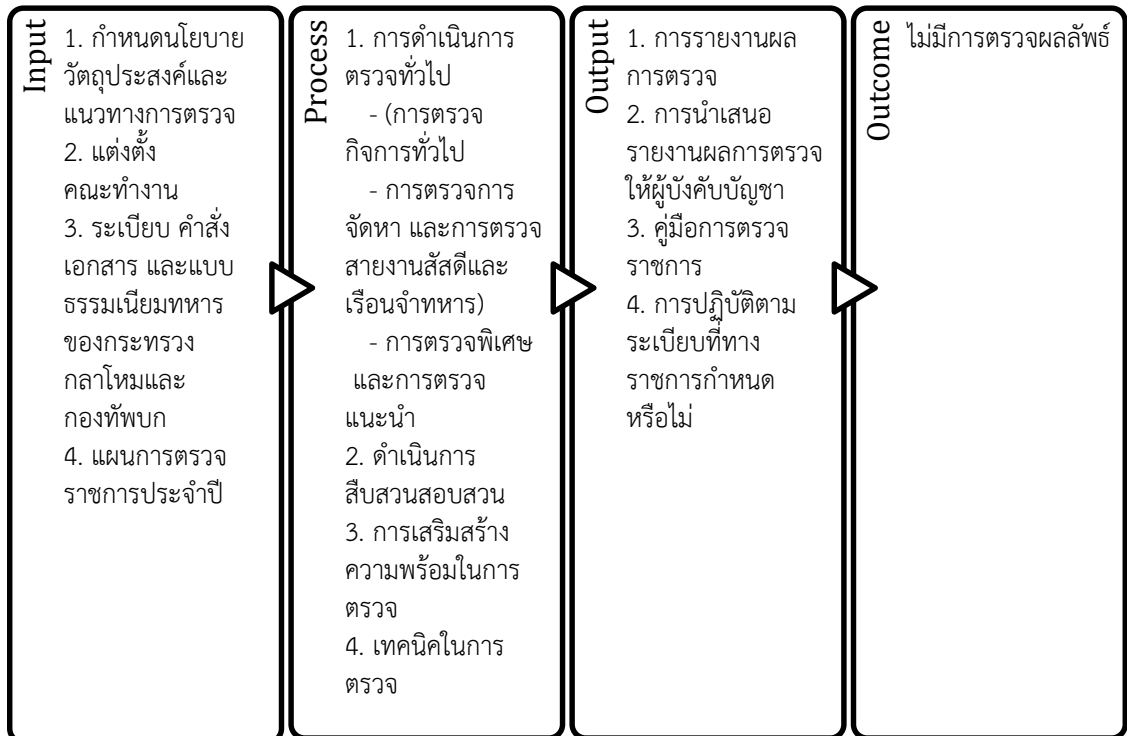 Input
1. กำหนดนโยบาย
วัตถุประสงค์และ
แนวทางการตรวจ
2. แต่งตั้ง
คณะทำงาน
3. ระเบียบ คำสั่ง
เอกสาร และแบบ
ธรรมเนียมทหาร
ของกระทรวง
กลาโหมและ
กองทัพบก
4. แผนการตรวจ
ราชการประจำปี
Process
1. การดำเนินการ
ตรวจทั่วไป
- (การตรวจ
กิจการทั่วไป
- การตรวจการ
จัดหา และการตรวจ
สายงานสัสดีและ
เรือนจำทหาร)
- การตรวจพิเศษ
และการตรวจ
แนะนำ
2. ดำเนินการ
สืบสวนสอบสวน
3. การเสริมสร้าง
ความพร้อมในการ
ตรวจ
4. เทคนิคในการ
ตรวจ
Output
1. การรายงานผล
การตรวจ
2. การนำเสนอ
รายงานผลการตรวจ
ให้ผู้บังคับบัญชา
3. คู่มือการตรวจ
ราชการ
4. การปฏิบัติตาม
ระเบียบที่ทาง
ราชการกำหนด
หรือไม่
Outcome
ไม่มีการตรวจผลลัพธ์